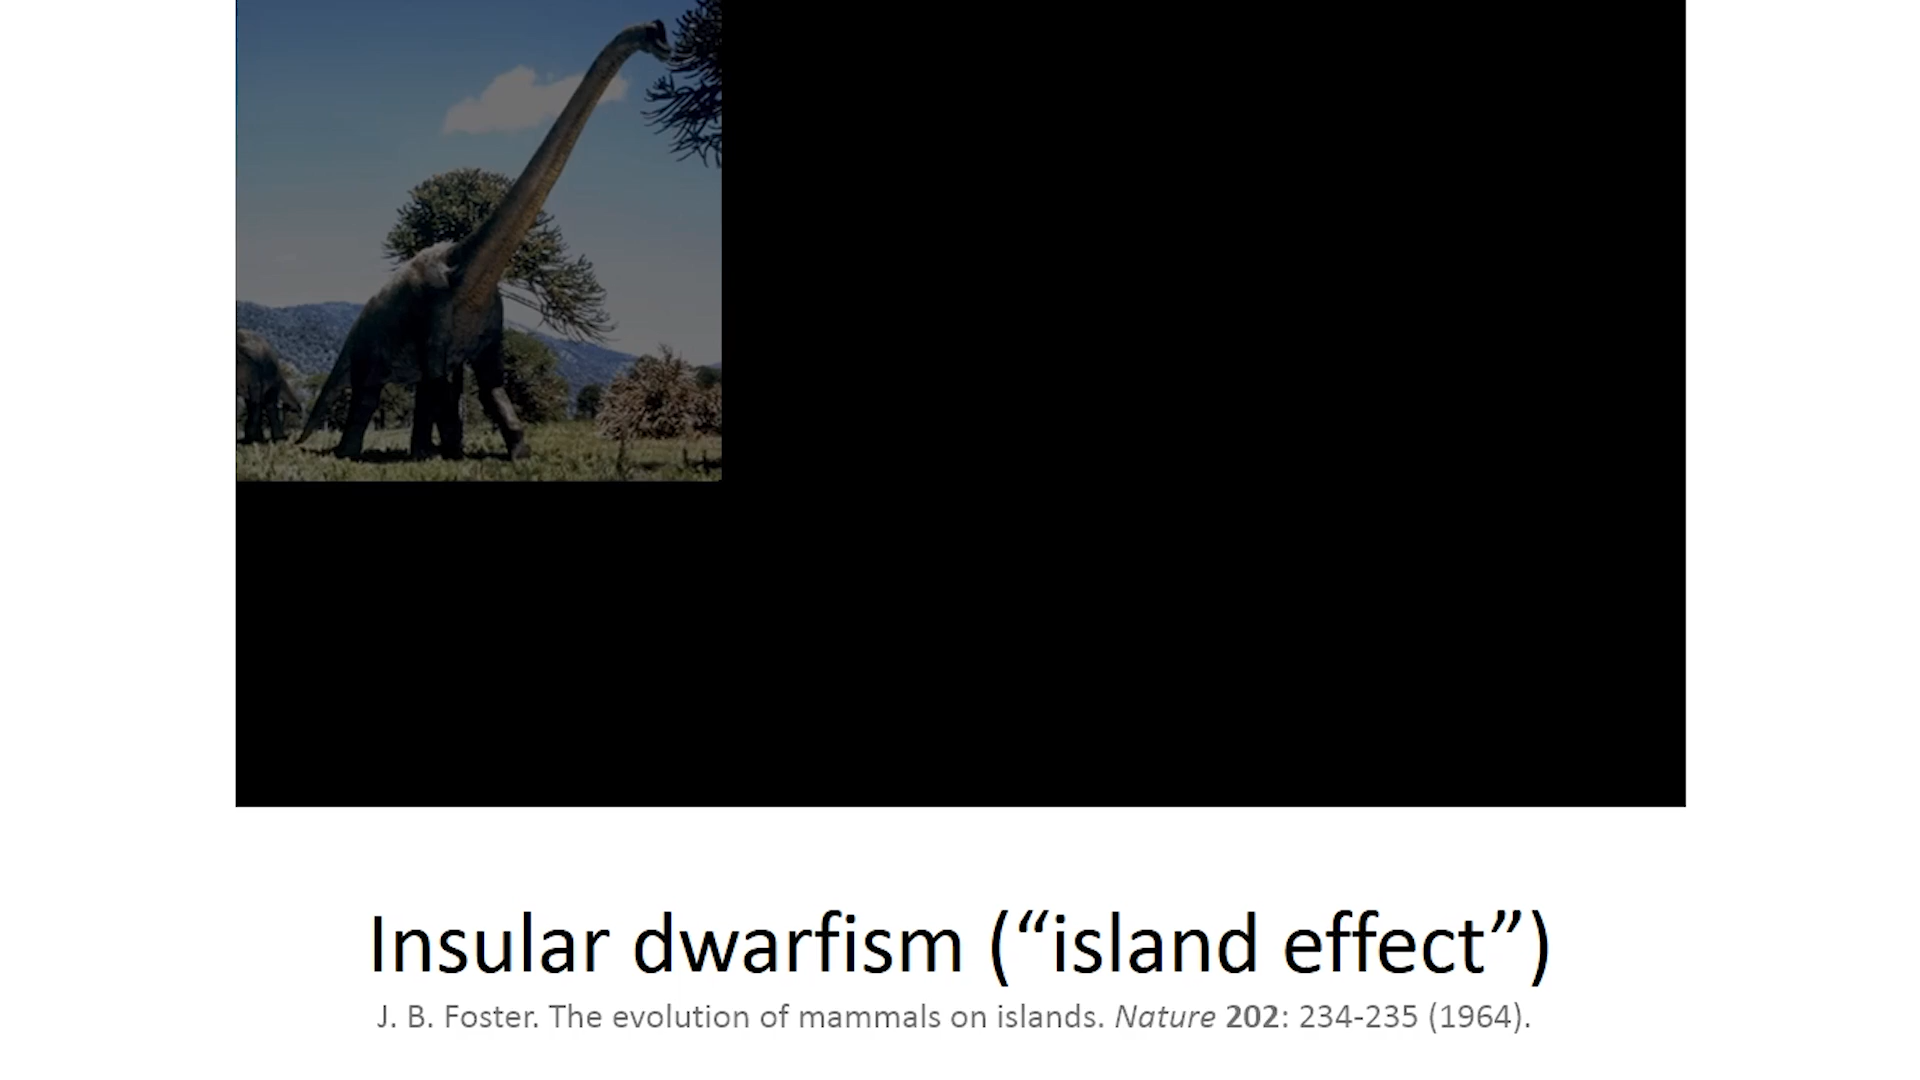 Insular dwarfism (“island effect”)
J. B. Foster. The evolution of mammals on islands. Nature 202: 234-235 (1964).